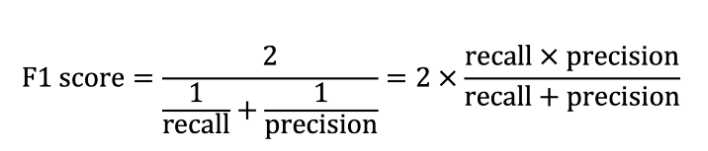 F1 score = 2 / (1/recall + 1/precision) = 2 × (recall × precision) / (recall + precision)